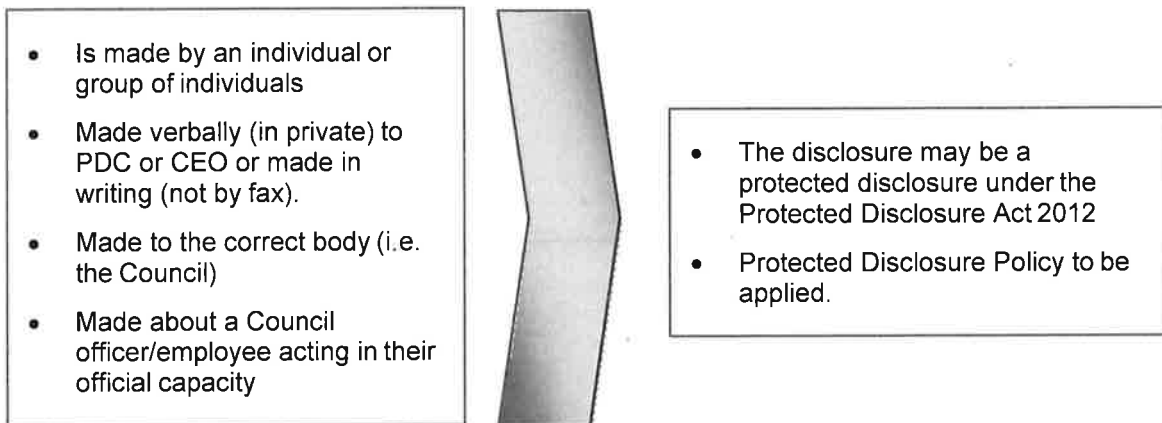 • Is made by an individual or
group of individuals
• Made verbally (in private) to
PDC or CEO or made in
writing (not by fax).
• Made to the correct body (i.e.
the Council)
• Made about a Council
officer/employee acting in their
official capacity
• The disclosure may be a
protected disclosure under the
Protected Disclosure Act 2012
• Protected Disclosure Policy to be
applied.